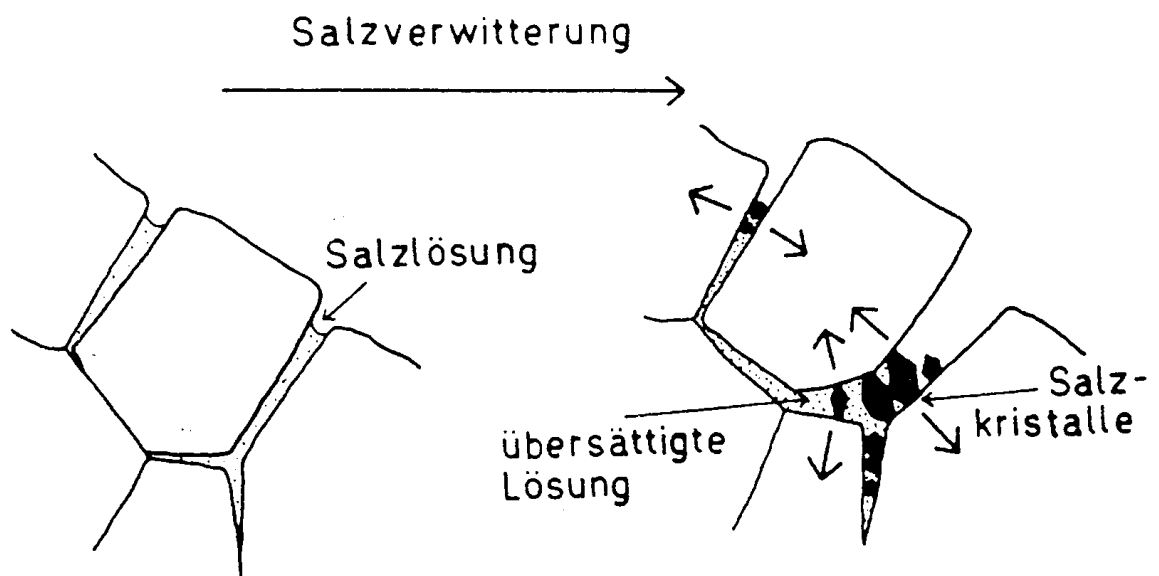 Salzverwitterung
Salzlösung
übersättigte
Lösung
Salz-
kristalle